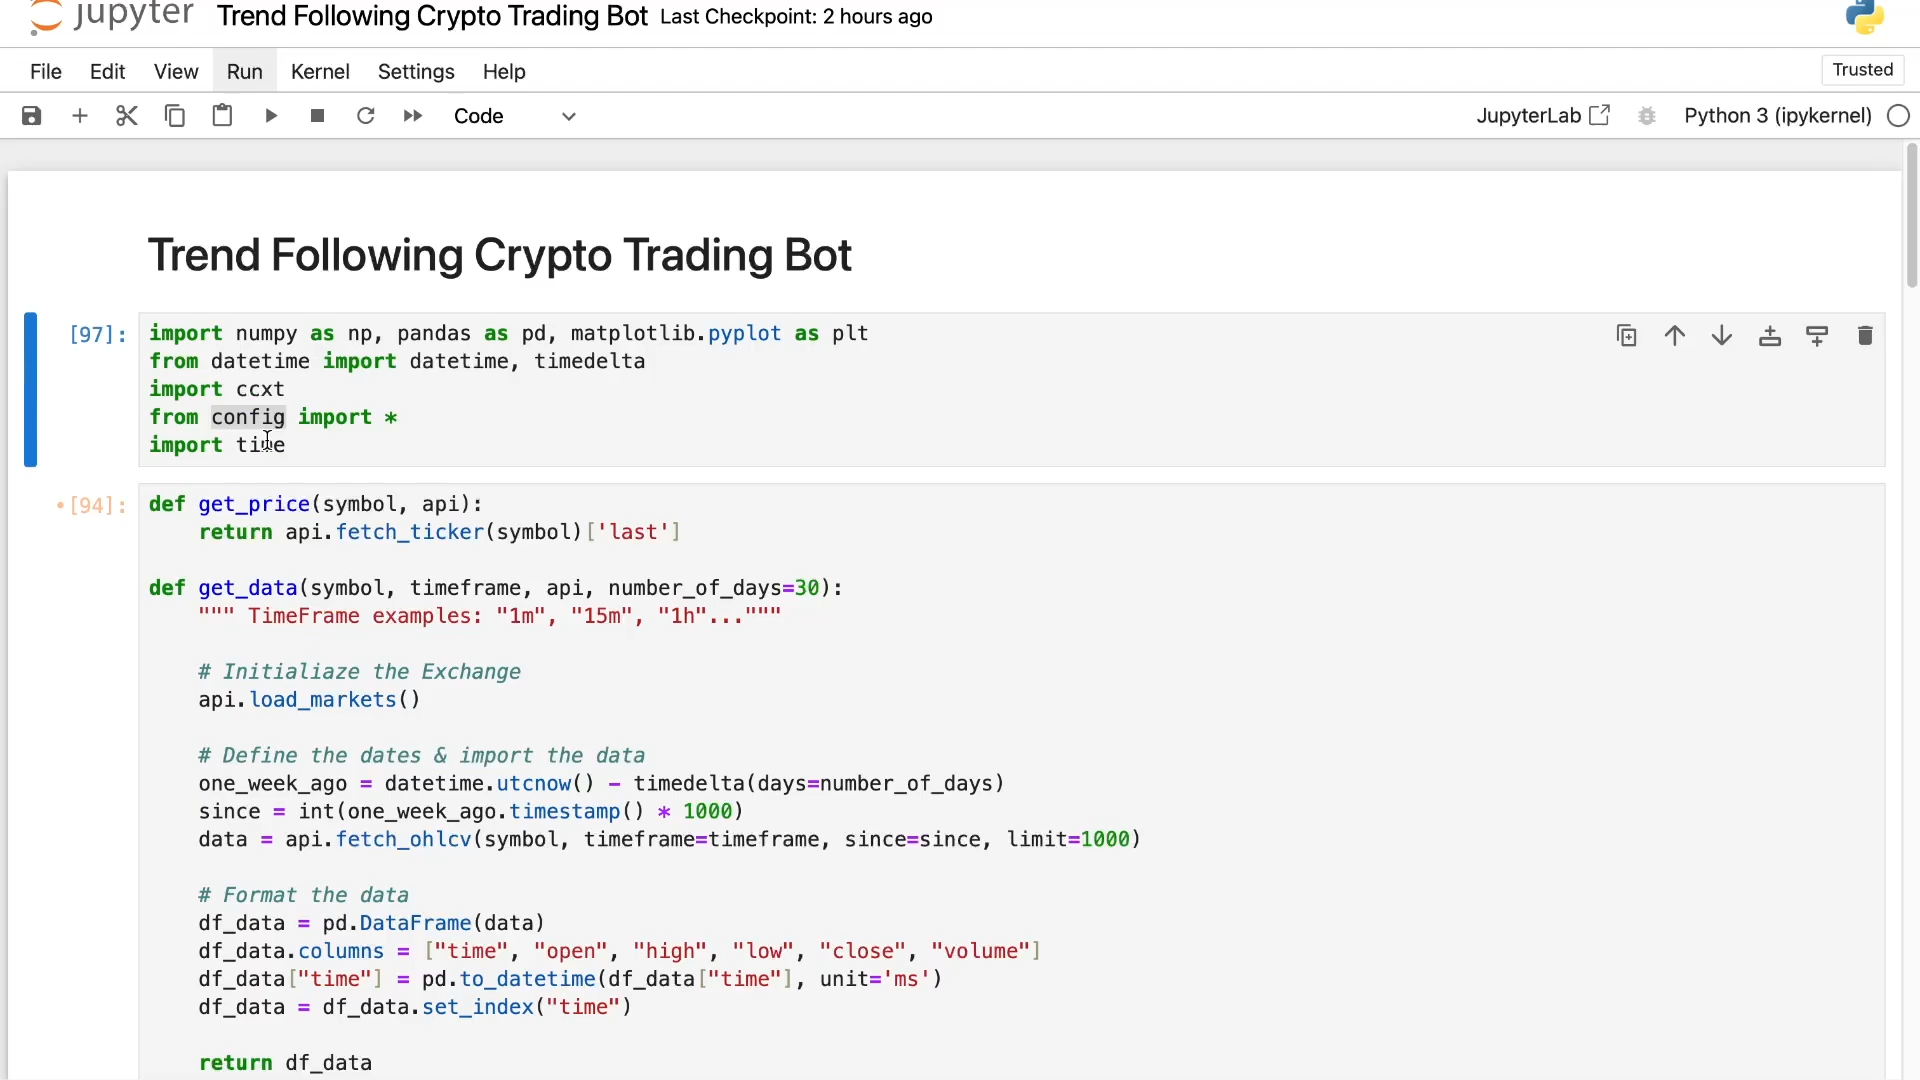 jupyter Trend Following Crypto Trading Bot Last Checkpoint: 2 hours ago
File Edit View Run Kernel Settings Help Trusted
Code JupyterLab Python 3 (ipykernel)
Trend Following Crypto Trading Bot
[97]: import numpy as np, pandas as pd, matplotlib.pyplot as plt
from datetime import datetime, timedelta
import ccxt
from config import *
import time
•[94]: def get_price(symbol, api):
    return api.fetch_ticker(symbol)['last']
def get_data(symbol, timeframe, api, number_of_days=30):
    """ TimeFrame examples: "1m", "15m", "1h"..."""
    # Initialiaze the Exchange
    api.load_markets()
    # Define the dates & import the data
    one_week_ago = datetime.utcnow() - timedelta(days=number_of_days)
    since = int(one_week_ago.timestamp() * 1000)
    data = api.fetch_ohlcv(symbol, timeframe=timeframe, since=since, limit=1000)
    # Format the data
    df_data = pd.DataFrame(data)
    df_data.columns = ["time", "open", "high", "low", "close", "volume"]
    df_data["time"] = pd.to_datetime(df_data["time"], unit='ms')
    df_data = df_data.set_index("time")
    return df_data